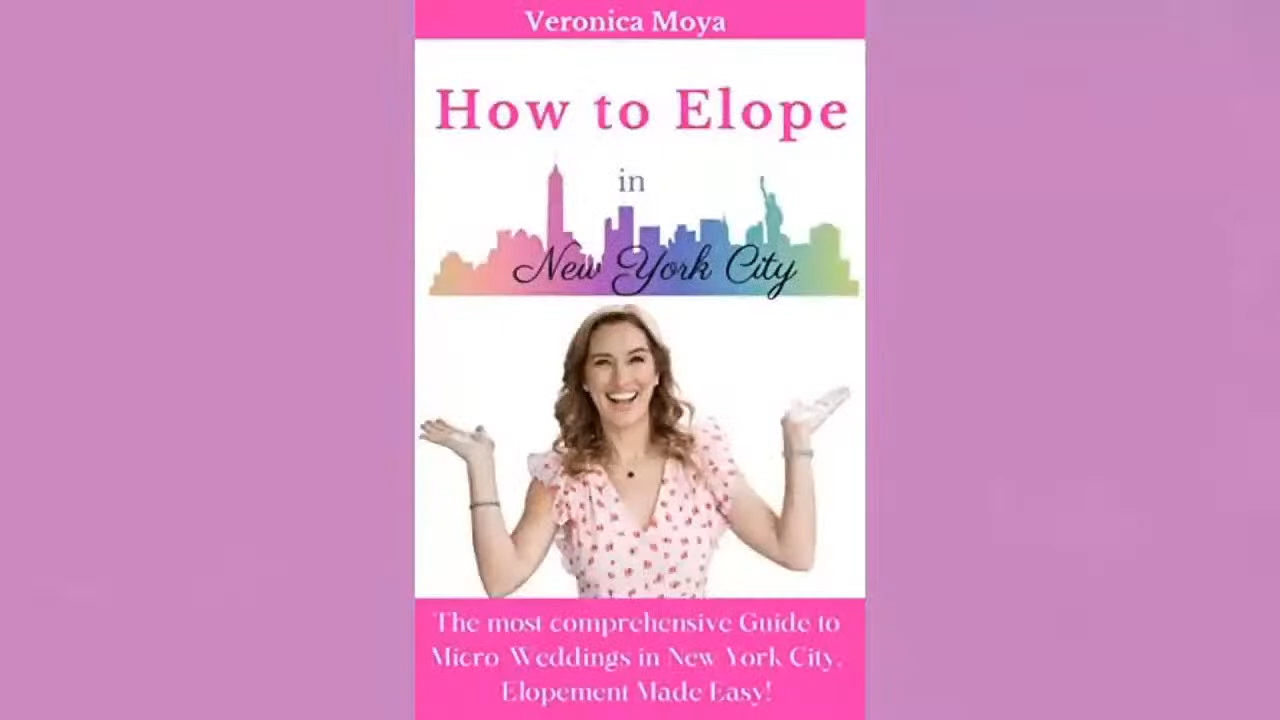 Veronica Moya
How to Elope
in
New York City
The most comprehensive Guide to
Micro Weddings in New York City.
Elopement Made Easy!